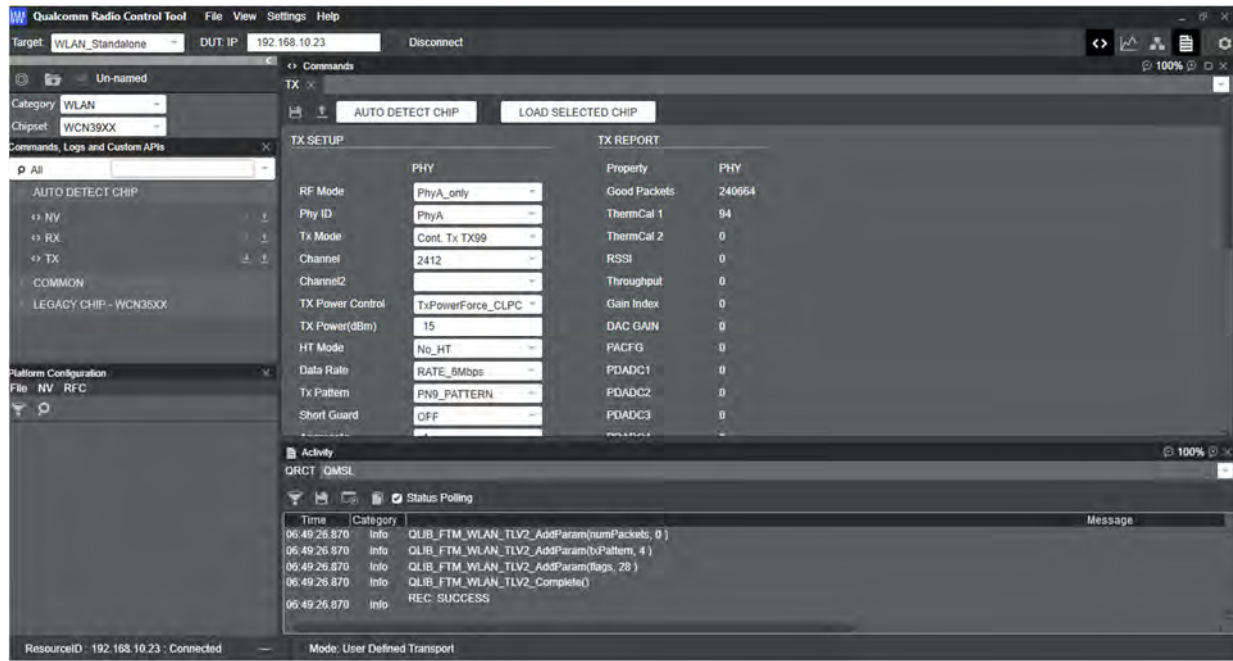 Qualcomm Radio Control Tool File View Settings Help
Target: WLAN_Standalone DUT: IP 192.168.10.23 Disconnect
Un-named
Category WLAN
Chipset WCN39XX
Commands, Logs and Custom APIs
All
AUTO DETECT CHIP
NV
RX
TX
COMMON
LEGACY CHIP - WCN36XX
Platform Configuration
File NV RFC
Commands 100%
TX
AUTO DETECT CHIP LOAD SELECTED CHIP
TX SETUP TX REPORT
PHY Property PHY
RF Mode PhyA_only Good Packets 240664
Phy ID PhyA ThermCal 1 94
Tx Mode Cont. Tx TX99 ThermCal 2 0
Channel 2412 RSSI 0
Channel2 Throughput 0
TX Power Control TxPowerForce_CLPC Gain Index 0
TX Power(dBm) 15 DAC GAIN 0
HT Mode No_HT PACFG 0
Data Rate RATE_6Mbps PDADC1 0
Tx Pattern PN9_PATTERN PDADC2 0
Short Guard OFF PDADC3 0
Activity 100%
QRCT QMSL
Status Polling
Time Category Message
06:49:26.870 Info QLIB_FTM_WLAN_TLV2_AddParam(numPackets, 0 )
06:49:26.870 Info QLIB_FTM_WLAN_TLV2_AddParam(txPattern, 4 )
06:49:26.870 Info QLIB_FTM_WLAN_TLV2_AddParam(flags, 28 )
06:49:26.870 Info QLIB_FTM_WLAN_TLV2_Complete()
06:49:26.870 Info REC: SUCCESS
ResourceID : 192.168.10.23 : Connected Mode: User Defined Transport